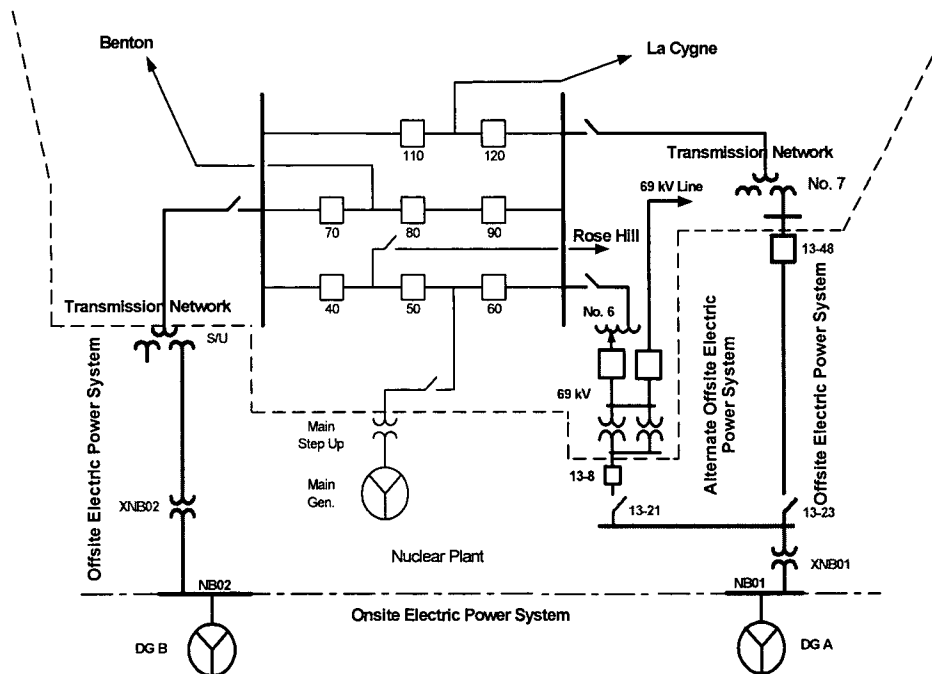 Benton
La Cygne
110
120
Transmission Network
69 kV Line
No. 7
70
80
90
Rose Hill
13-48
40
50
60
Transmission Network
No. 6
S/U
69 kV
Main
Step Up
Main
Gen.
13-8
13-21
13-23
Offsite Electric Power System
Alternate Offsite Electric
Power System
Offsite Electric Power System
XNB02
XNB01
Nuclear Plant
NB02
NB01
Onsite Electric Power System
DG B
DG A